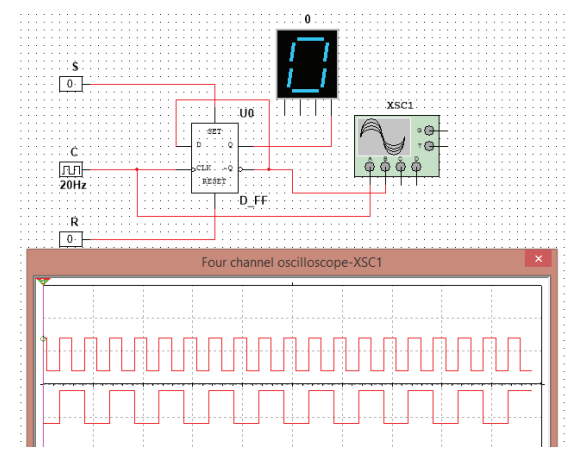 0
S
0
XSC1
U0
SET
D Q
G
T
C
A B C D
CLK ~Q
20Hz
RESET
D_FF
R
0
Four channel oscilloscope-XSC1